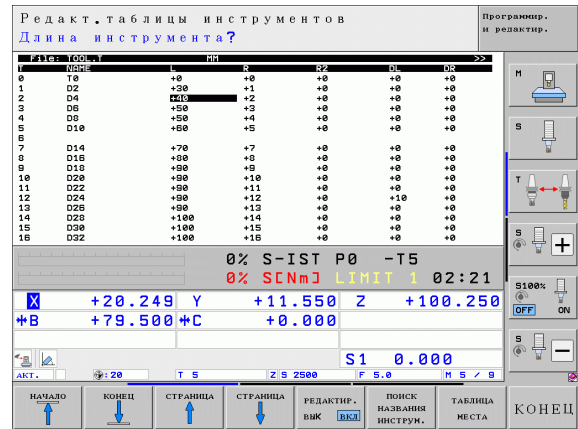 Редакт.таблицы инструментов
Длина инструмента?
Программир.
и редактир.
File: TOOL.T MM >>
T NAME L R R2 DL DR
0 T0 +0 +0 +0 +0 +0
1 D2 +30 +1 +0 +0 +0
2 D4 +40 +2 +0 +0 +0
3 D6 +50 +3 +0 +0 +0
4 D8 +50 +4 +0 +0 +0
5 D10 +60 +5 +0 +0 +0
6
7 D14 +70 +7 +0 +0 +0
8 D16 +80 +8 +0 +0 +0
9 D18 +90 +9 +0 +0 +0
10 D20 +90 +10 +0 +0 +0
11 D22 +90 +11 +0 +0 +0
12 D24 +90 +12 +0 +10 +0
13 D26 +90 +13 +0 +0 +0
14 D28 +100 +14 +0 +0 +0
15 D30 +100 +15 +0 +0 +0
16 D32 +100 +16 +0 +0 +0
0% S-IST P0 -T5
0% S[Nm] LIMIT 1 02:21
X +20.249 Y +11.550 Z +100.250
B +79.500 C +0.000
S1 0.000
АКТ. : 20 T 5 Z S 2500 F 5.0 M 5 / 9
M
S
T
S
S100%
OFF ON
S
НАЧАЛО
КОНЕЦ
СТРАНИЦА
СТРАНИЦА
РЕДАКТИР.
ВЫК ВКЛ
ПОИСК
НАЗВАНИЯ
ИНСТРУМ.
ТАБЛИЦА
МЕСТА
КОНЕЦ